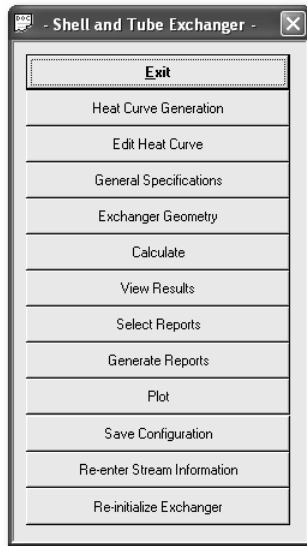 DOC
- Shell and Tube Exchanger -
Exit
Heat Curve Generation
Edit Heat Curve
General Specifications
Exchanger Geometry
Calculate
View Results
Select Reports
Generate Reports
Plot
Save Configuration
Re-enter Stream Information
Re-initialize Exchanger